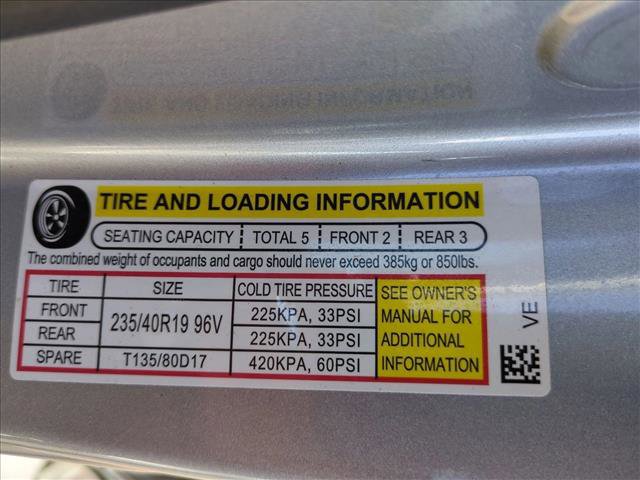 TIRE AND LOADING INFORMATION
SEATING CAPACITY TOTAL 5 FRONT 2 REAR 3
The combined weight of occupants and cargo should never exceed 385kg or 850lbs.
TIRE SIZE COLD TIRE PRESSURE
FRONT 235/40R19 96V 225KPA, 33PSI
REAR 225KPA, 33PSI
SPARE T135/80D17 420KPA, 60PSI
SEE OWNER'S
MANUAL FOR
ADDITIONAL
INFORMATION
VE